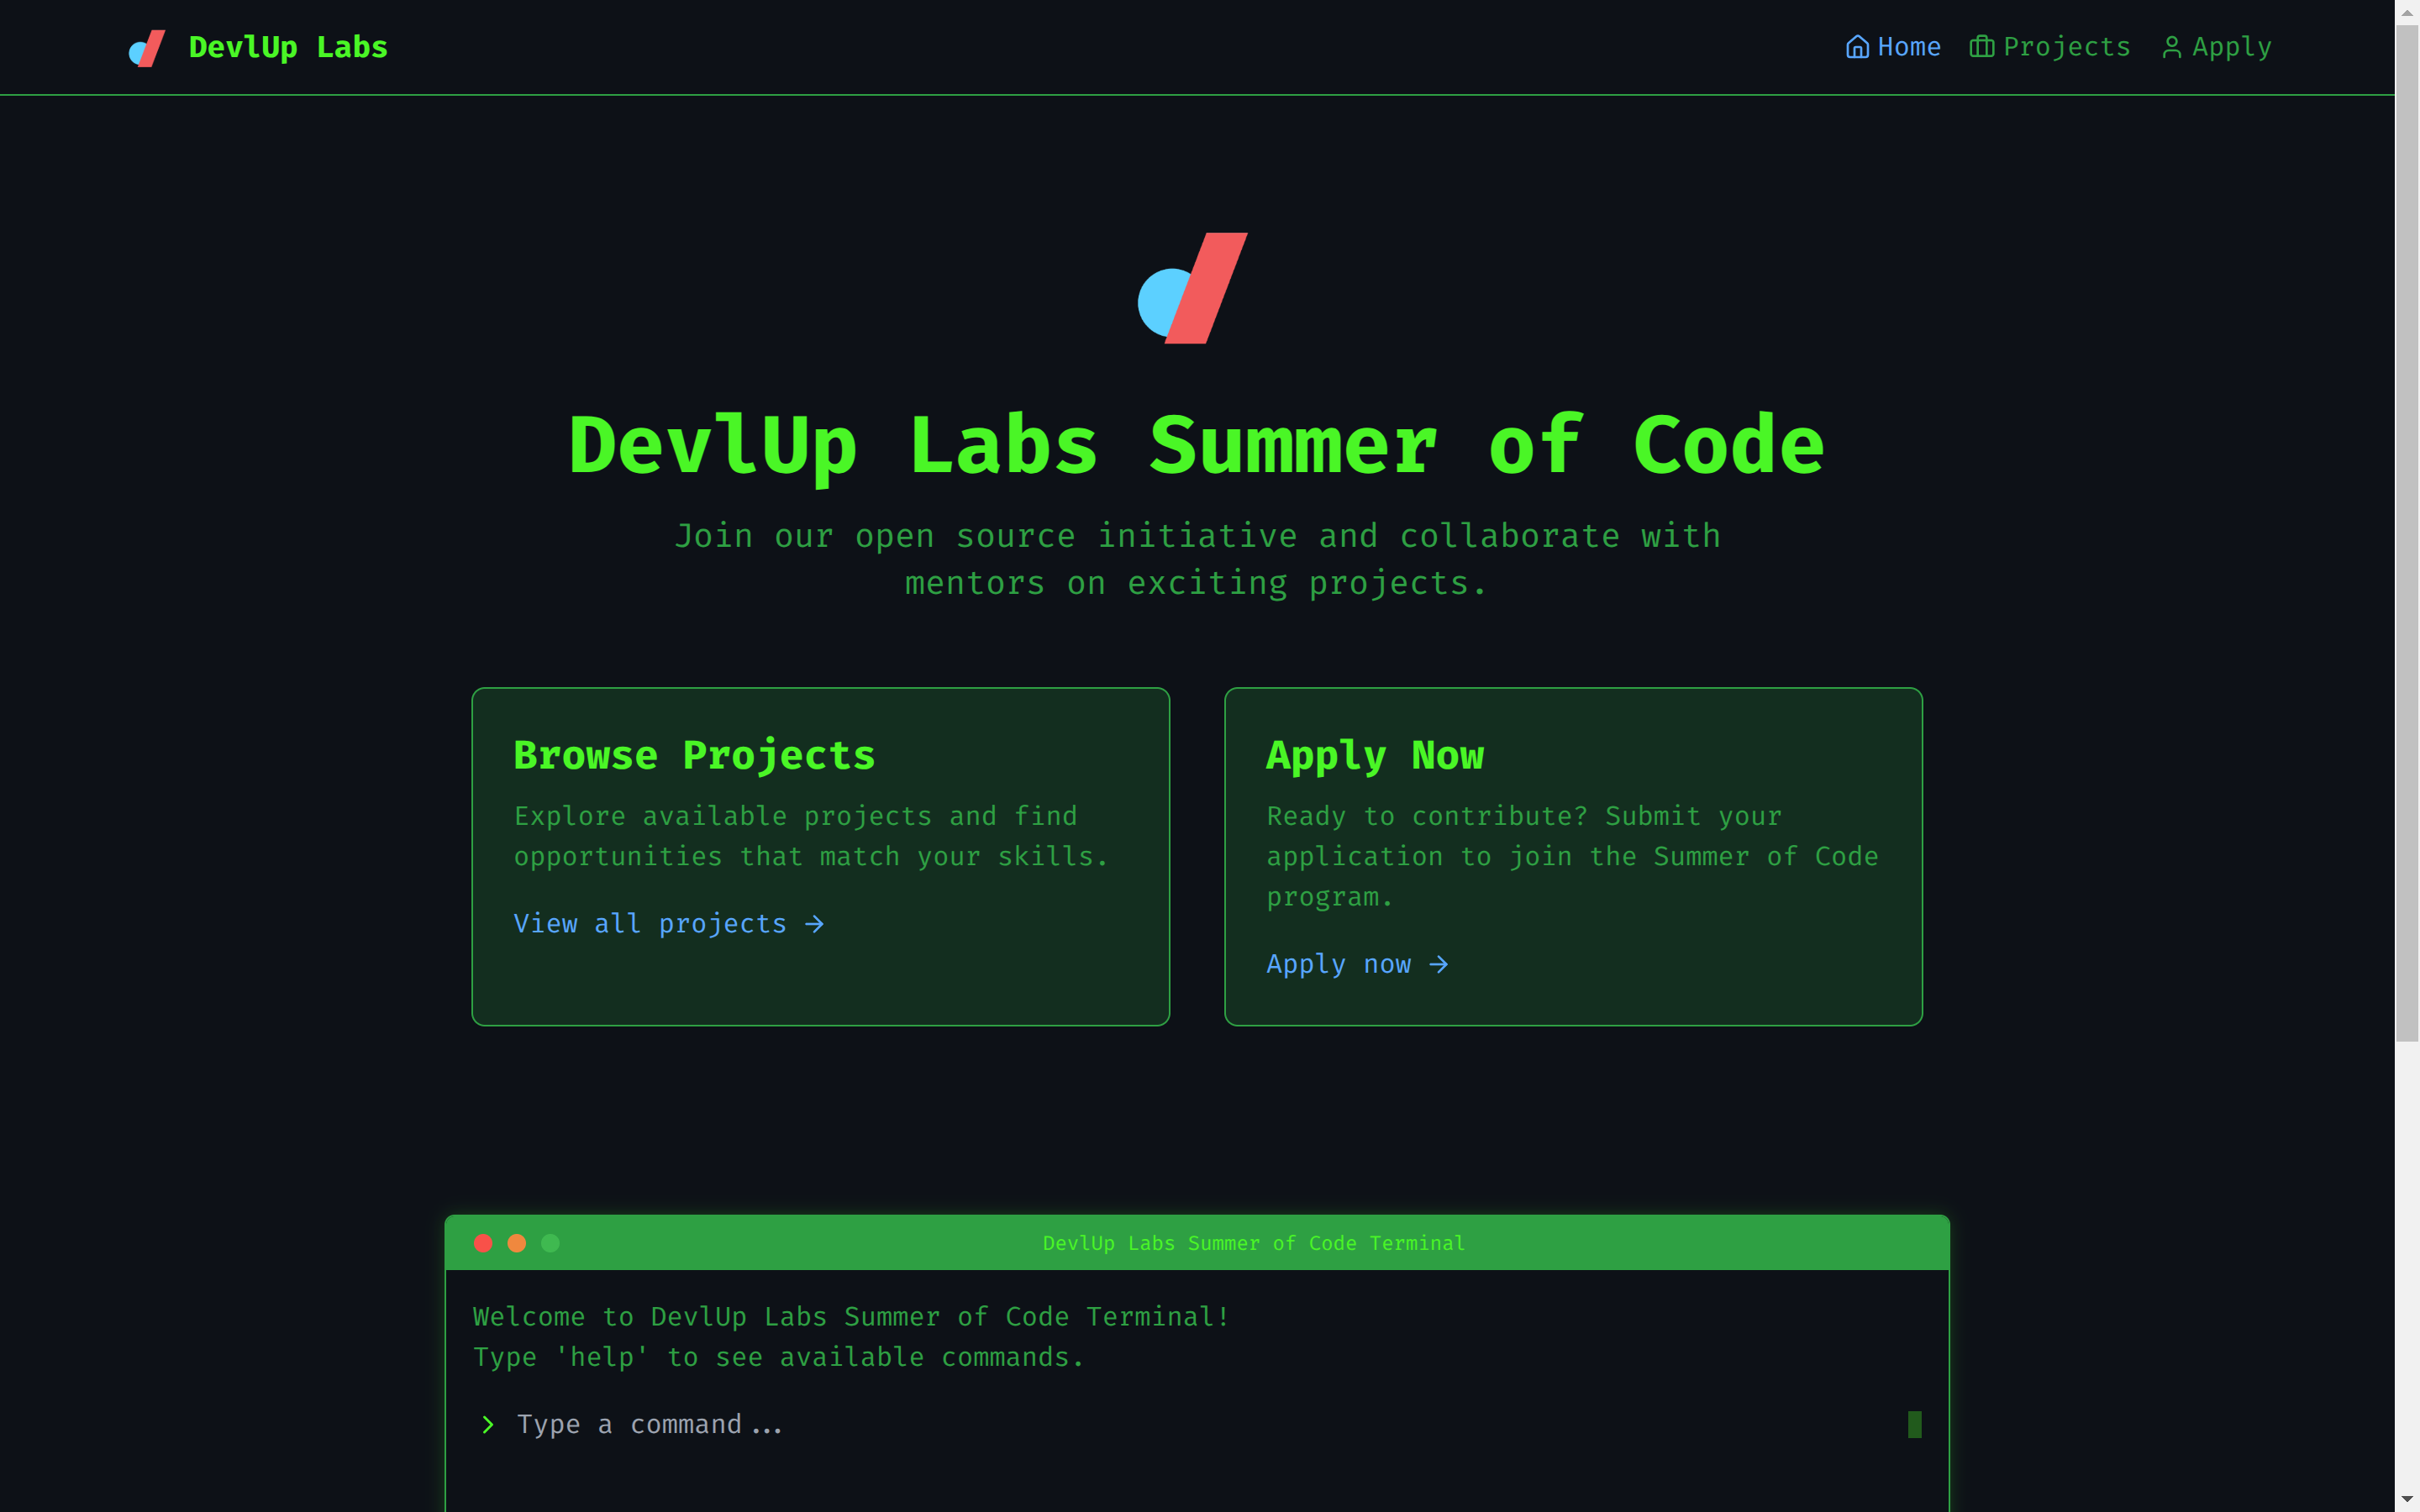 DevlUp Labs
Home
Projects
Apply
DevlUp Labs Summer of Code
Join our open source initiative and collaborate with
mentors on exciting projects.
Browse Projects
Explore available projects and find
opportunities that match your skills.
View all projects →
Apply Now
Ready to contribute? Submit your
application to join the Summer of Code
program.
Apply now →
DevlUp Labs Summer of Code Terminal
Welcome to DevlUp Labs Summer of Code Terminal!
Type 'help' to see available commands.
> Type a command...